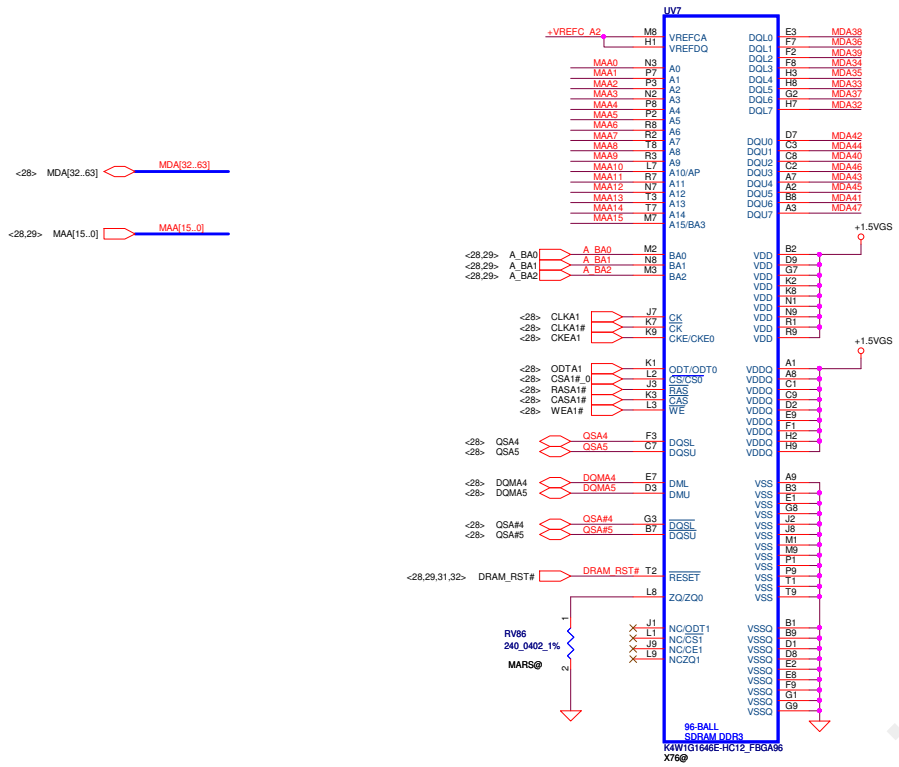 UV7
+VREFC_A2 M8 VREFCA DQL0 E3 MDA38
H1 VREFDQ DQL1 F7 MDA36
DQL2 F2 MDA39
MAA0 N3 A0 DQL3 F8 MDA34
MAA1 P7 A1 DQL4 H3 MDA35
MAA2 P3 A2 DQL5 H8 MDA33
MAA3 N2 A3 DQL6 G2 MDA37
MAA4 P8 A4 DQL7 H7 MDA32
MAA5 P2 A5
MAA6 R8 A6
MAA7 R2 A7 DQU0 D7 MDA42
MAA8 T8 A8 DQU1 C3 MDA44
MAA9 R3 A9 DQU2 C8 MDA40
MAA10 L7 A10/AP DQU3 C2 MDA46
MAA11 R7 A11 DQU4 A7 MDA43
MAA12 N7 A12 DQU5 A2 MDA45
MAA13 T3 A13 DQU6 B8 MDA41
MAA14 T7 A14 DQU7 A3 MDA47
MAA15 M7 A15/BA3
<28> MDA[32..63] MDA[32..63]
<28,29> MAA[15..0] MAA[15..0]
+1.5VGS
<28,29> A_BA0 A_BA0 M2 BA0 VDD B2
<28,29> A_BA1 A_BA1 N8 BA1 VDD D9
<28,29> A_BA2 A_BA2 M3 BA2 VDD G7
VDD K2
VDD K8
VDD N1
<28> CLKA1 J7 CK VDD N9
<28> CLKA1# K7 CK VDD R1
<28> CKEA1 K9 CKE/CKE0 VDD R9
+1.5VGS
<28> ODTA1 K1 ODT/ODT0 VDDQ A1
<28> CSA1#_0 L2 CS/CS0 VDDQ A8
<28> RASA1# J3 RAS VDDQ C1
<28> CASA1# K3 CAS VDDQ C9
<28> WEA1# L3 WE VDDQ D2
VDDQ E9
VDDQ F1
<28> QSA4 QSA4 F3 DQSL VDDQ H2
<28> QSA5 QSA5 C7 DQSU VDDQ H9
<28> DQMA4 DQMA4 E7 DML VSS A9
<28> DQMA5 DQMA5 D3 DMU VSS B3
VSS E1
VSS G8
<28> QSA#4 QSA#4 G3 DQSL VSS J2
<28> QSA#5 QSA#5 B7 DQSU VSS J8
VSS M1
VSS M9
VSS P1
<28,29,31,32> DRAM_RST# DRAM_RST# T2 RESET VSS P9
VSS T1
L8 ZQ/ZQ0 VSS T9
1
J1 NC/ODT1 VSSQ B1
RV86 L1 NC/CS1 VSSQ B9
240_0402_1% J9 NC/CE1 VSSQ D1
L9 NCZQ1 VSSQ D8
MARS@ 2 VSSQ E2
VSSQ E8
VSSQ F9
VSSQ G1
VSSQ G9
96-BALL
SDRAM DDR3
K4W1G1646E-HC12_FBGA96
X76@